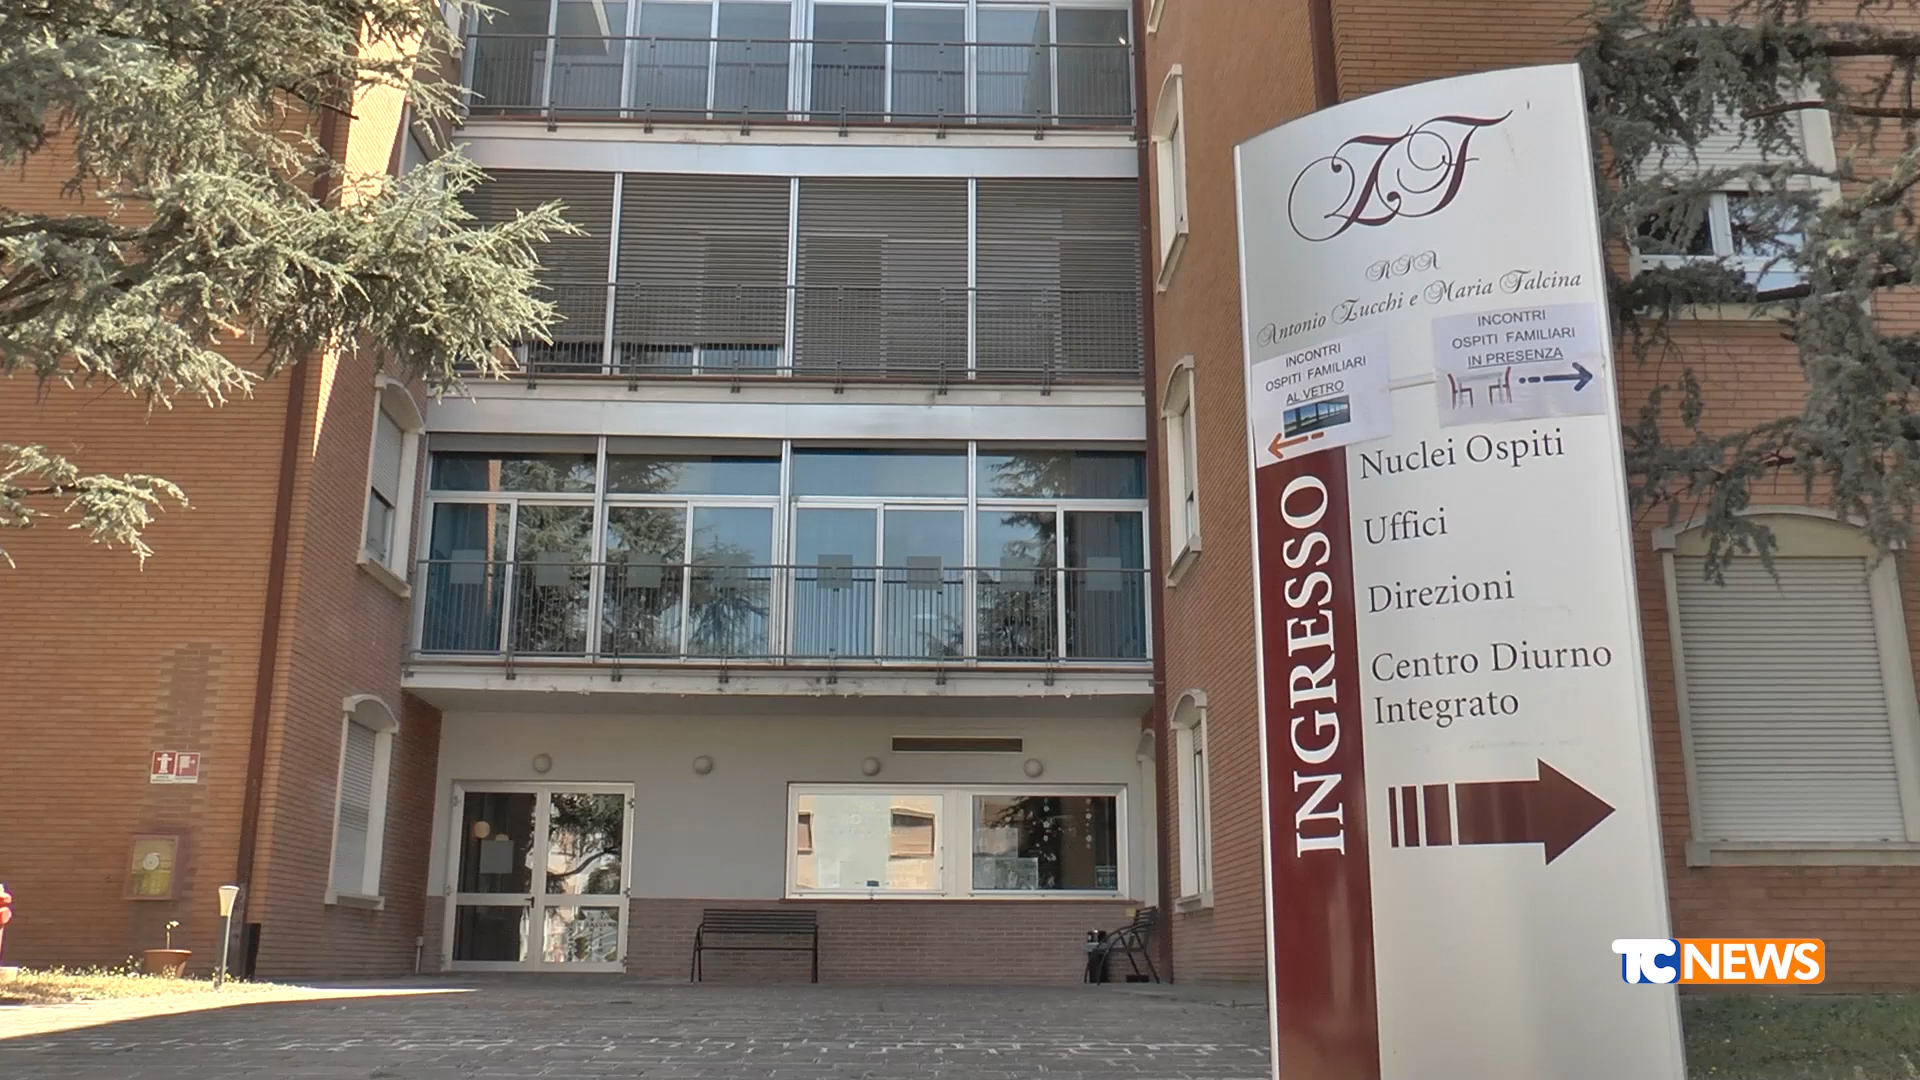 ZF
RSA
Antonio Zucchi e Maria Falcina
INCONTRI
OSPITI FAMILIARI
AL VETRO
INCONTRI
OSPITI FAMILIARI
IN PRESENZA
INGRESSO
Nuclei Ospiti
Uffici
Direzioni
Centro Diurno
Integrato
TCNEWS